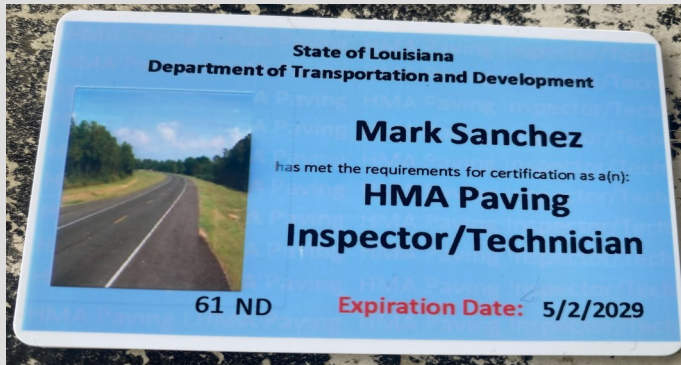 State of Louisiana
Department of Transportation and Development
Mark Sanchez
has met the requirements for certification as a(n):
HMA Paving
Inspector/Technician
61 ND
Expiration Date: 5/2/2029